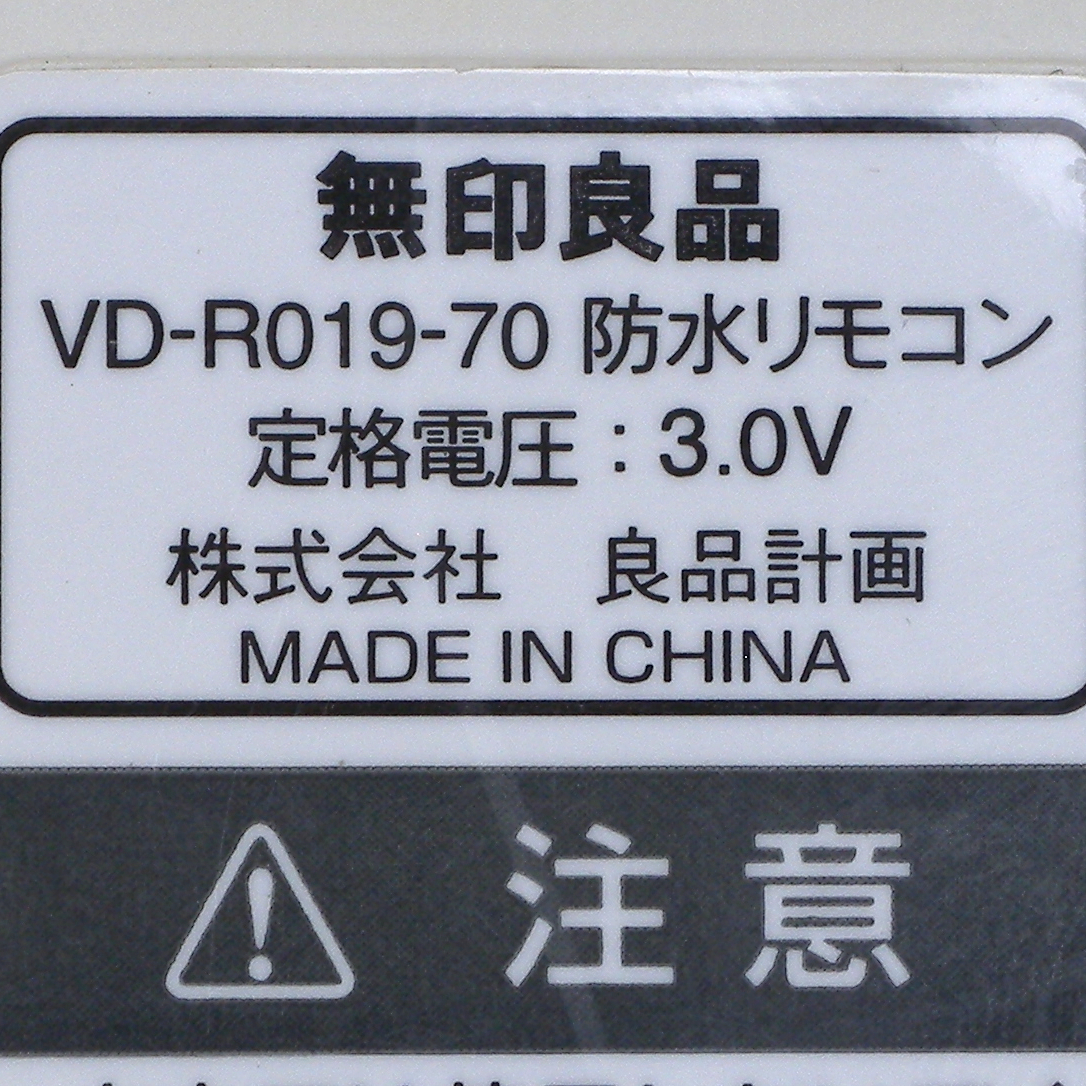 無印良品
VD-R019-70 防水リモコン
定格電圧:3.0V
株式会社 良品計画
MADE IN CHINA
注意